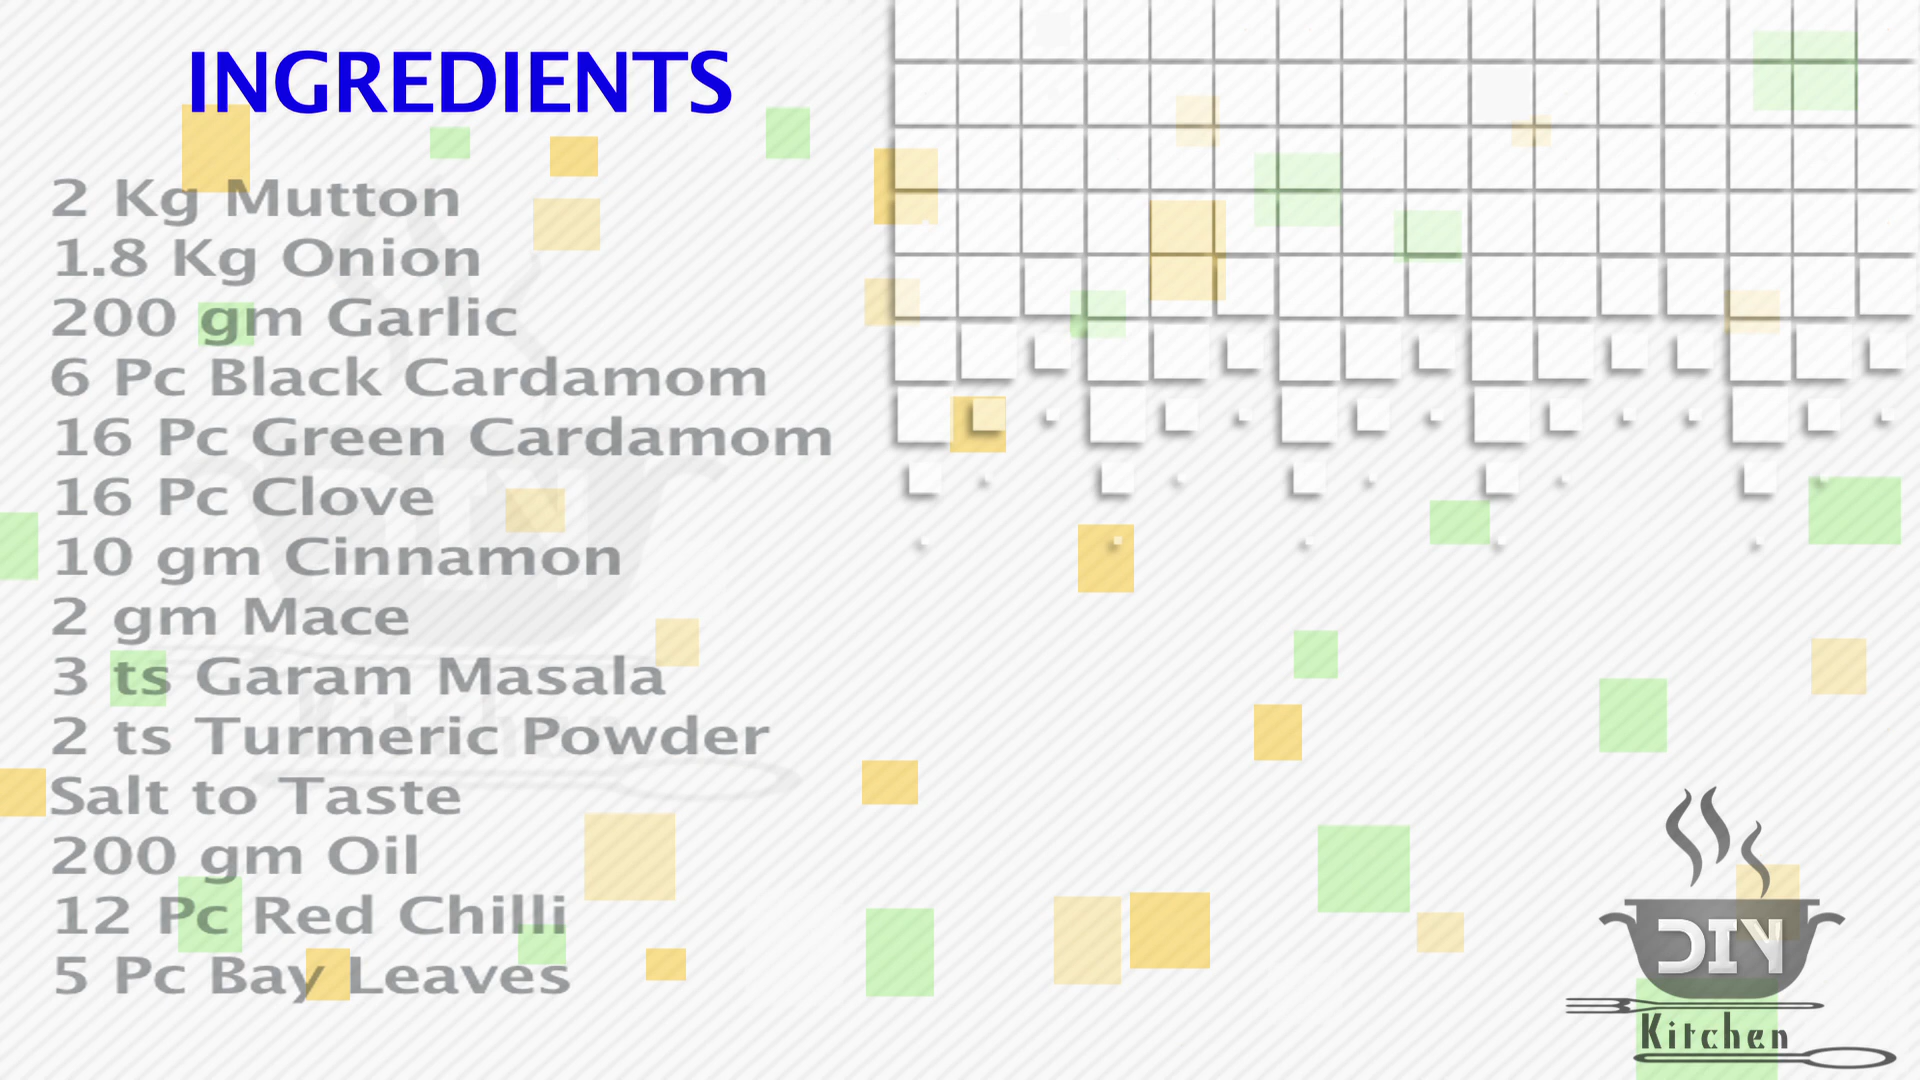 INGREDIENTS
2 Kg Mutton
1.8 Kg Onion
200 gm Garlic
6 Pc Black Cardamom
16 Pc Green Cardamom
16 Pc Clove
10 gm Cinnamon
2 gm Mace
3 ts Garam Masala
2 ts Turmeric Powder
Salt to Taste
200 gm Oil
12 Pc Red Chilli
5 Pc Bay Leaves
DIY
Kitchen